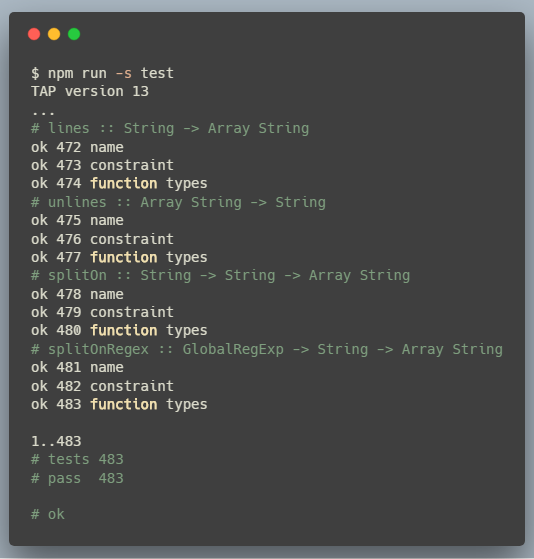 $ npm run -s test
TAP version 13
...
# lines :: String -> Array String
ok 472 name
ok 473 constraint
ok 474 function types
# unlines :: Array String -> String
ok 475 name
ok 476 constraint
ok 477 function types
# splitOn :: String -> String -> Array String
ok 478 name
ok 479 constraint
ok 480 function types
# splitOnRegex :: GlobalRegExp -> String -> Array String
ok 481 name
ok 482 constraint
ok 483 function types
1..483
# tests 483
# pass  483
# ok